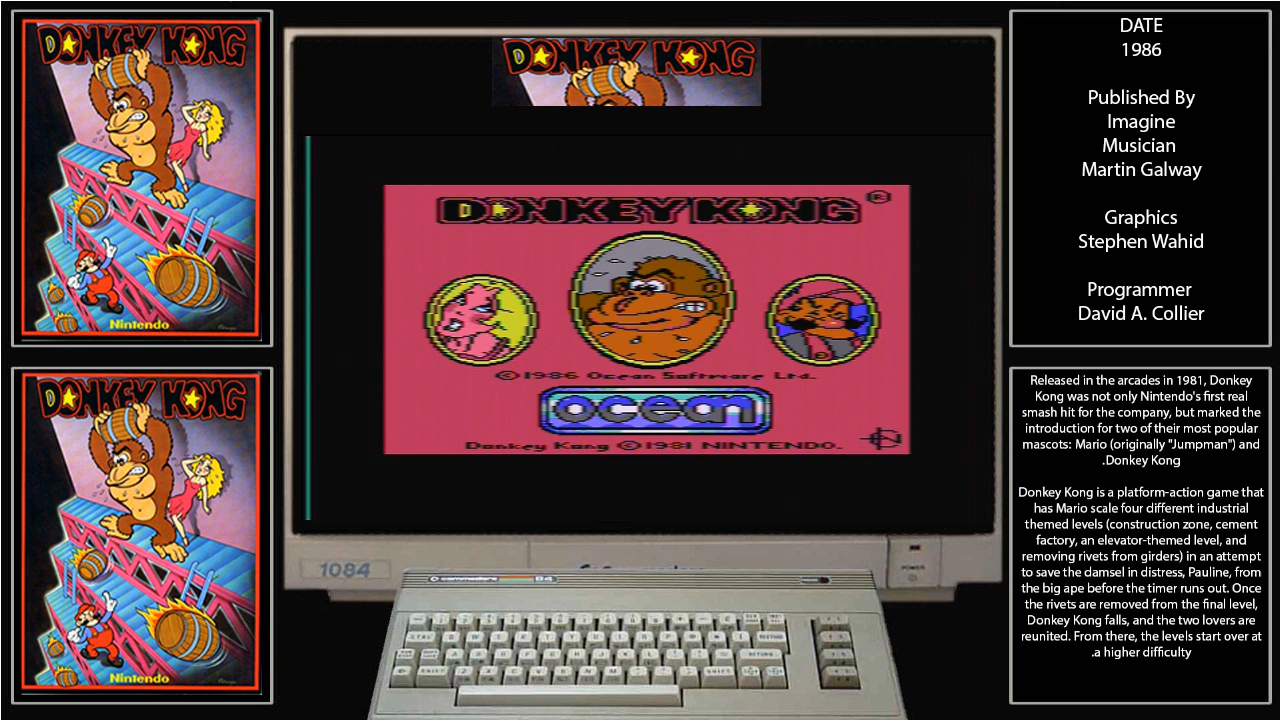 DONKEY KONG
Nintendo
DONKEY KONG
Nintendo
DONKEY KONG
DONKEY KONG ®
© 1986 Ocean Software Ltd.
ocean
Donkey Kong © 1981 NINTENDO.
1084
commodore 64
POWER
DATE
1986
Published By
Imagine
Musician
Martin Galway
Graphics
Stephen Wahid
Programmer
David A. Collier
Released in the arcades in 1981, Donkey
Kong was not only Nintendo's first real
smash hit for the company, but marked the
introduction for two of their most popular
mascots: Mario (originally "Jumpman") and
.Donkey Kong
Donkey Kong is a platform-action game that
has Mario scale four different industrial
themed levels (construction zone, cement
factory, an elevator-themed level, and
removing rivets from girders) in an attempt
to save the damsel in distress, Pauline, from
the big ape before the timer runs out. Once
the rivets are removed from the final level,
Donkey Kong falls, and the two lovers are
reunited. From there, the levels start over at
.a higher difficulty